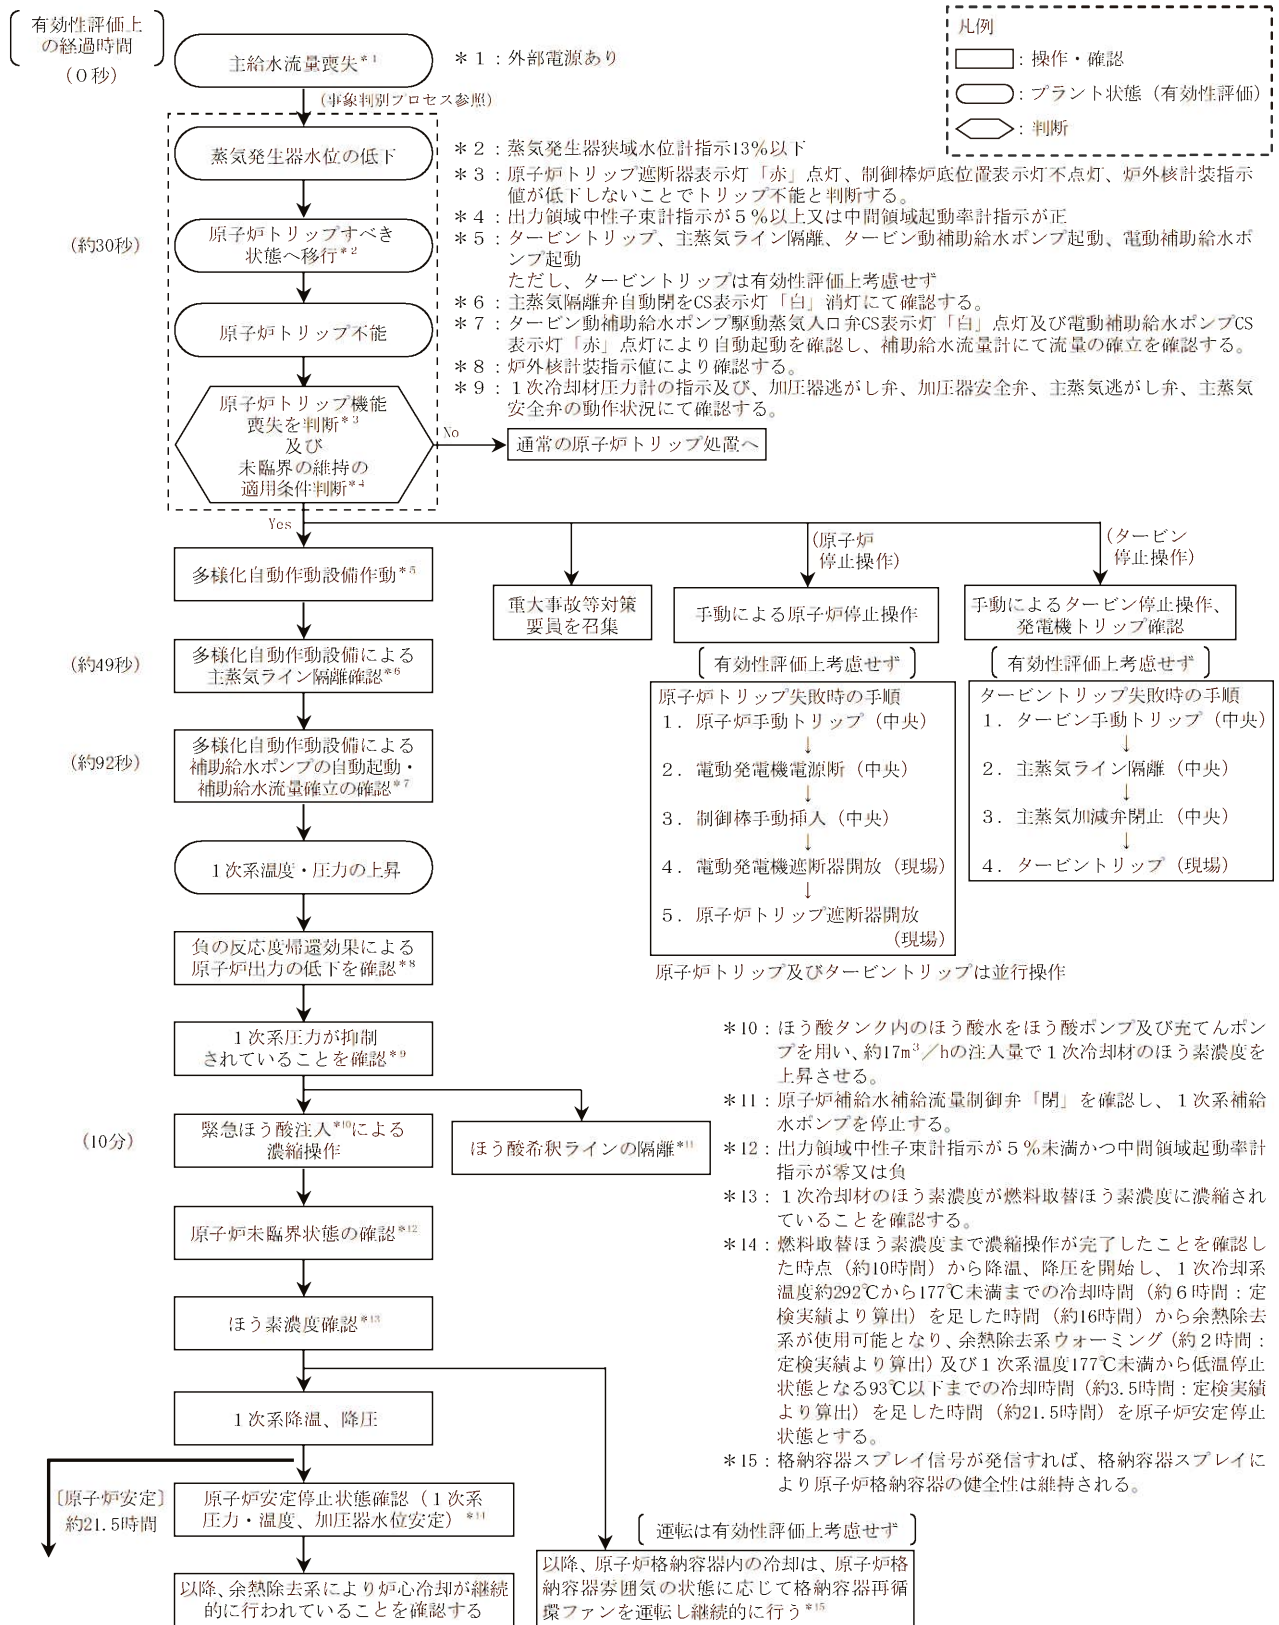 有効性評価上
の経過時間
(0秒)
主給水流量喪失*1
*1：外部電源あり
凡例
：操作・確認
：プラント状態（有効性評価）
：判断
(事象判別プロセス参照)
蒸気発生器水位の低下
*2：蒸気発生器狭域水位計指示13%以下
*3：原子炉トリップ遮断器表示灯「赤」点灯、制御棒炉底位置表示灯不点灯、炉外核計装指示
値が低下しないことでトリップ不能と判断する。
*4：出力領域中性子束計指示が5%以上又は中間領域起動率計指示が正
*5：タービントリップ、主蒸気ライン隔離、タービン動補助給水ポンプ起動、電動補助給水ポ
ンプ起動
ただし、タービントリップは有効性評価上考慮せず
*6：主蒸気隔離弁自動閉をCS表示灯「白」消灯にて確認する。
*7：タービン動補助給水ポンプ駆動蒸気入口弁CS表示灯「白」点灯及び電動補助給水ポンプCS
表示灯「赤」点灯により自動起動を確認し、補助給水流量計にて流量の確立を確認する。
*8：炉外核計装指示値により確認する。
*9：1次冷却材圧力計の指示及び、加圧器逃がし弁、加圧器安全弁、主蒸気逃がし弁、主蒸気
安全弁の動作状況にて確認する。
(約30秒)
原子炉トリップすべき
状態へ移行*2
原子炉トリップ不能
原子炉トリップ機能
喪失を判断*3
及び
未臨界の維持の
適用条件判断*4
No
通常の原子炉トリップ処置へ
Yes
(原子炉
停止操作)
(タービン
停止操作)
多様化自動作動設備作動*5
重大事故等対策
要員を召集
手動による原子炉停止操作
手動によるタービン停止操作、
発電機トリップ確認
(約49秒)
多様化自動作動設備による
主蒸気ライン隔離確認*6
有効性評価上考慮せず
有効性評価上考慮せず
原子炉トリップ失敗時の手順
1．原子炉手動トリップ（中央）
↓
2．電動発電機電源断（中央）
↓
3．制御棒手動挿入（中央）
↓
4．電動発電機遮断器開放（現場）
↓
5．原子炉トリップ遮断器開放
（現場）
タービントリップ失敗時の手順
1．タービン手動トリップ（中央）
↓
2．主蒸気ライン隔離（中央）
↓
3．主蒸気加減弁閉止（中央）
↓
4．タービントリップ（現場）
原子炉トリップ及びタービントリップは並行操作
(約92秒)
多様化自動作動設備による
補助給水ポンプの自動起動・
補助給水流量確立の確認*7
1次系温度・圧力の上昇
負の反応度帰還効果による
原子炉出力の低下を確認*8
1次系圧力が抑制
されていることを確認*9
(10分)
緊急ほう酸注入*10による
濃縮操作
ほう酸希釈ラインの隔離*11
原子炉未臨界状態の確認*12
ほう素濃度確認*13
1次系降温、降圧
*10：ほう酸タンク内のほう酸水をほう酸ポンプ及び充てんポン
プを用い、約17m³／hの注入量で1次冷却材のほう素濃度を
上昇させる。
*11：原子炉補給水補給流量制御弁「閉」を確認し、1次系補給
水ポンプを停止する。
*12：出力領域中性子束計指示が5%未満かつ中間領域起動率計
指示が零又は負
*13：1次冷却材のほう素濃度が燃料取替ほう素濃度に濃縮され
ていることを確認する。
*14：燃料取替ほう素濃度まで濃縮操作が完了したことを確認し
た時点（約10時間）から降温、降圧を開始し、1次冷却系
温度約292℃から177℃未満までの冷却時間（約6時間：定
検実績より算出）を足した時間（約16時間）から余熱除去
系が使用可能となり、余熱除去系ウォーミング（約2時間：
定検実績より算出）及び1次系温度177℃未満から低温停止
状態となる93℃以下までの冷却時間（約3.5時間：定検実績
より算出）を足した時間（約21.5時間）を原子炉安定停止
状態とする。
*15：格納容器スプレイ信号が発信すれば、格納容器スプレイに
より原子炉格納容器の健全性は維持される。
〔原子炉安定〕
約21.5時間
原子炉安定停止状態確認（1次系
圧力・温度、加圧器水位安定）*14
運転は有効性評価上考慮せず
以降、余熱除去系により炉心冷却が継続
的に行われていることを確認する
以降、原子炉格納容器内の冷却は、原子炉格
納容器雰囲気の状態に応じて格納容器再循
環ファンを運転し継続的に行う*15